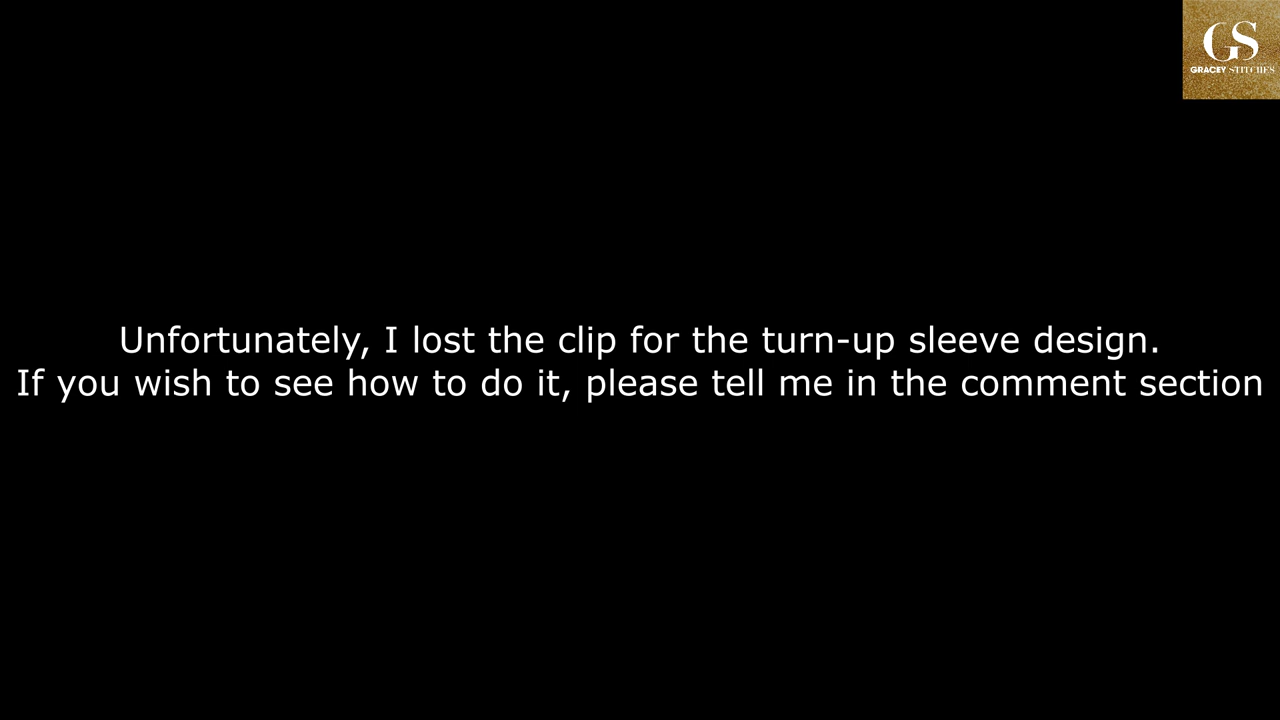 GS
GRACEY STITCHES
Unfortunately, I lost the clip for the turn-up sleeve design.
If you wish to see how to do it, please tell me in the comment section